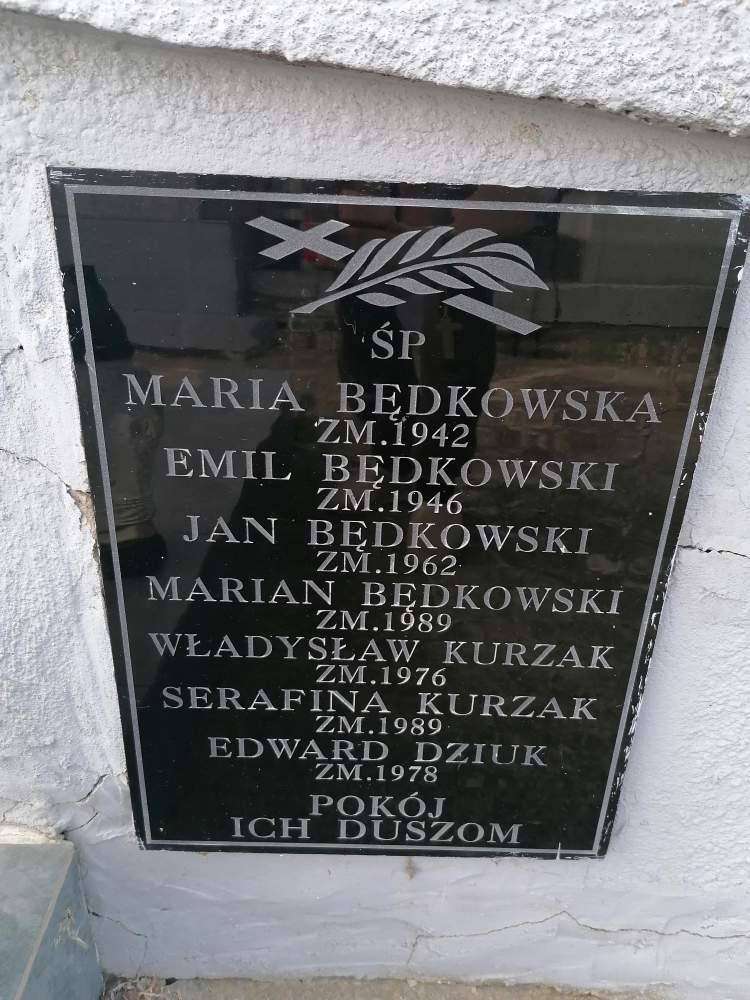 ŚP
MARIA BĘDKOWSKA
ZM.1942
EMIL BĘDKOWSKI
ZM.1946
JAN BĘDKOWSKI
ZM.1962
MARIAN BĘDKOWSKI
ZM.1989
WŁADYSŁAW KURZAK
ZM.1976
SERAFINA KURZAK
ZM.1989
EDWARD DZIUK
ZM.1978
POKÓJ
ICH DUSZOM